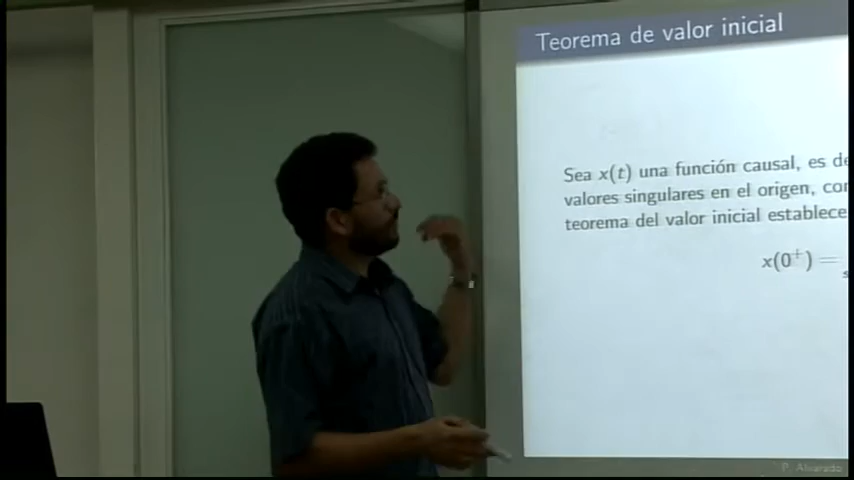 Teorema de valor inicial
Sea x(t) una función causal, es de
valores singulares en el origen, con
teorema del valor inicial establece
x(0⁺) =
s
P. Alvarado